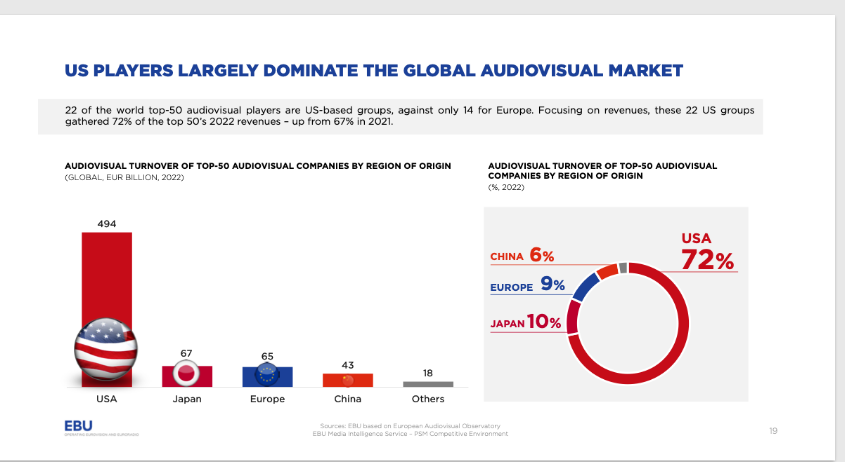 US PLAYERS LARGELY DOMINATE THE GLOBAL AUDIOVISUAL MARKET
22 of the world top-50 audiovisual players are US-based groups, against only 14 for Europe. Focusing on revenues, these 22 US groups
gathered 72% of the top 50's 2022 revenues – up from 67% in 2021.
AUDIOVISUAL TURNOVER OF TOP-50 AUDIOVISUAL COMPANIES BY REGION OF ORIGIN
(GLOBAL, EUR BILLION, 2022)
494
67
65
43
18
USA
Japan
Europe
China
Others
AUDIOVISUAL TURNOVER OF TOP-50 AUDIOVISUAL
COMPANIES BY REGION OF ORIGIN
(%, 2022)
USA
72%
CHINA 6%
EUROPE 9%
JAPAN 10%
EBU
Sources: EBU based on European Audiovisual Observatory
EBU Media Intelligence Service – PSM Competitive Environment
19